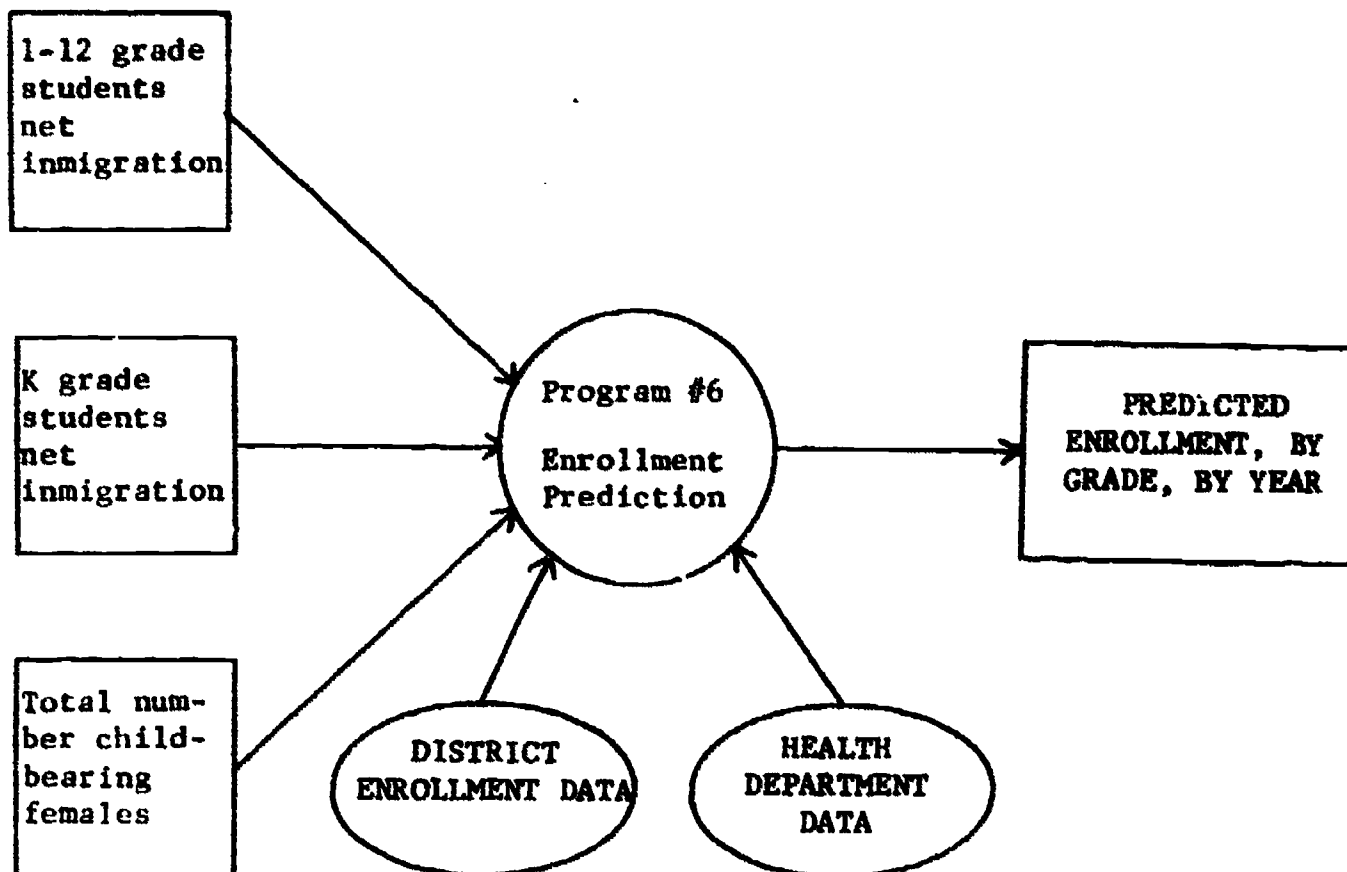 1-12 grade
students
net
inmigration
K grade
students
net
inmigration
Total num-
ber child-
bearing
females
Program #6
Enrollment
Prediction
DISTRICT
ENROLLMENT DATA
HEALTH
DEPARTMENT
DATA
PREDICTED
ENROLLMENT, BY
GRADE, BY YEAR